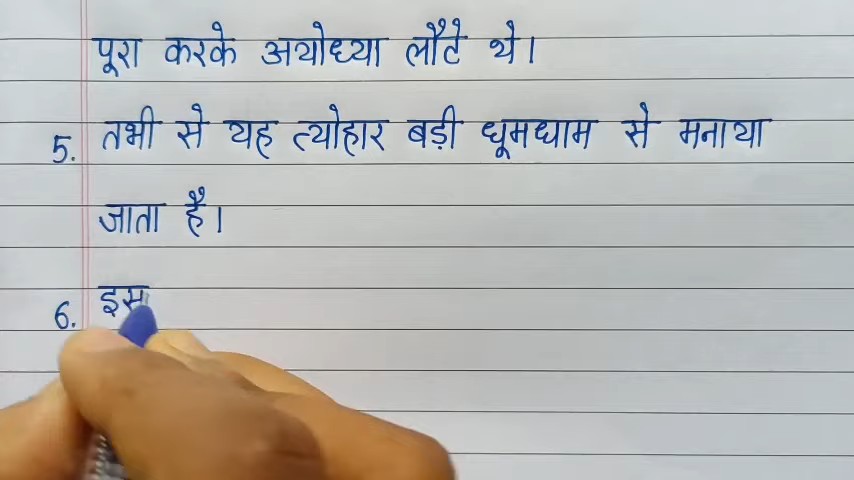 पूरा करके अयोध्या लौटे थे।
5. तभी से यह त्योहार बड़ी धूमधाम से मनाया
जाता है।
6. इस